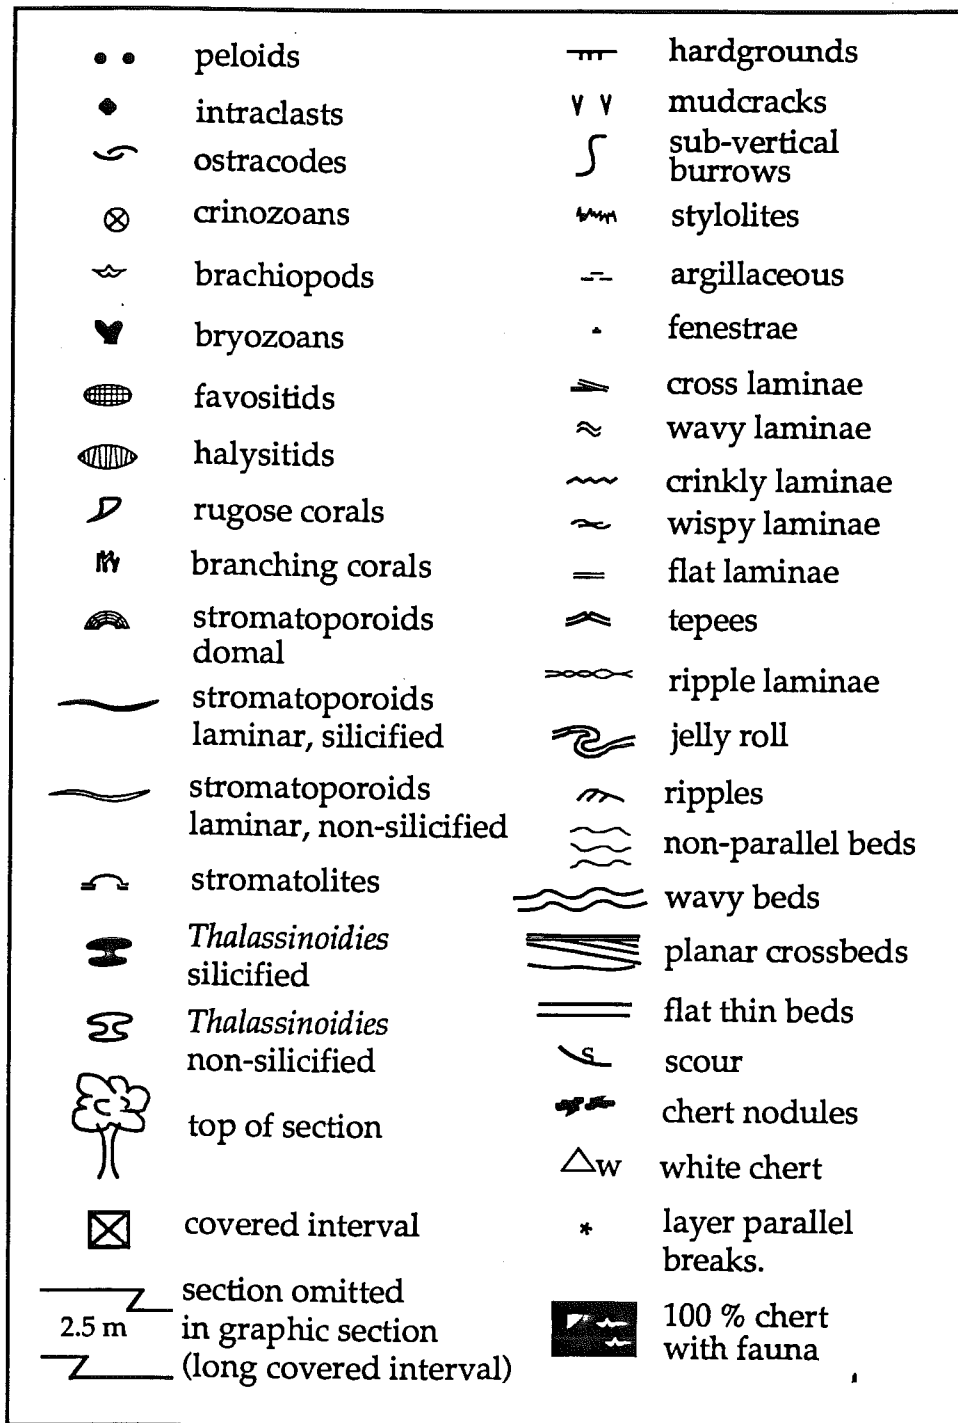 peloids
intraclasts
ostracodes
crinozoans
brachiopods
bryozoans
favositids
halysitids
rugose corals
branching corals
stromatoporoids
domal
stromatoporoids
laminar, silicified
stromatoporoids
laminar, non-silicified
stromatolites
Thalassinoidies
silicified
Thalassinoidies
non-silicified
top of section
covered interval
section omitted
2.5 m in graphic section
(long covered interval)
hardgrounds
mudcracks
sub-vertical
burrows
stylolites
argillaceous
fenestrae
cross laminae
wavy laminae
crinkly laminae
wispy laminae
flat laminae
tepees
ripple laminae
jelly roll
ripples
non-parallel beds
wavy beds
planar crossbeds
flat thin beds
s scour
chert nodules
w white chert
* layer parallel
breaks.
100 % chert
with fauna